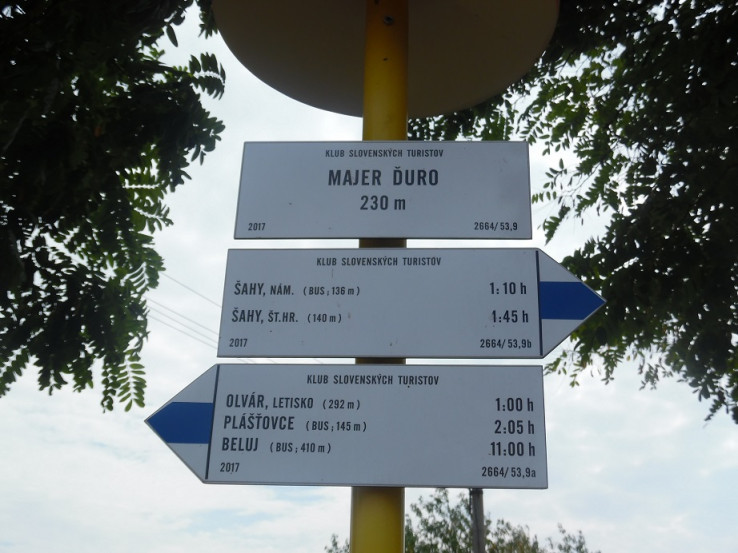 KLUB SLOVENSKÝCH TURISTOV
MAJER ĎURO
230 m
2017 2664/53,9
KLUB SLOVENSKÝCH TURISTOV
ŠAHY, NÁM. (BUS; 136 m) 1:10 h
ŠAHY, ŠT.HR. (140 m) 1:45 h
2017 2664/53,9b
KLUB SLOVENSKÝCH TURISTOV
OLVÁR, LETISKO (292 m) 1:00 h
PLÁŠŤOVCE (BUS; 145 m) 2:05 h
BELUJ (BUS; 410 m) 11:00 h
2017 2664/53,9a